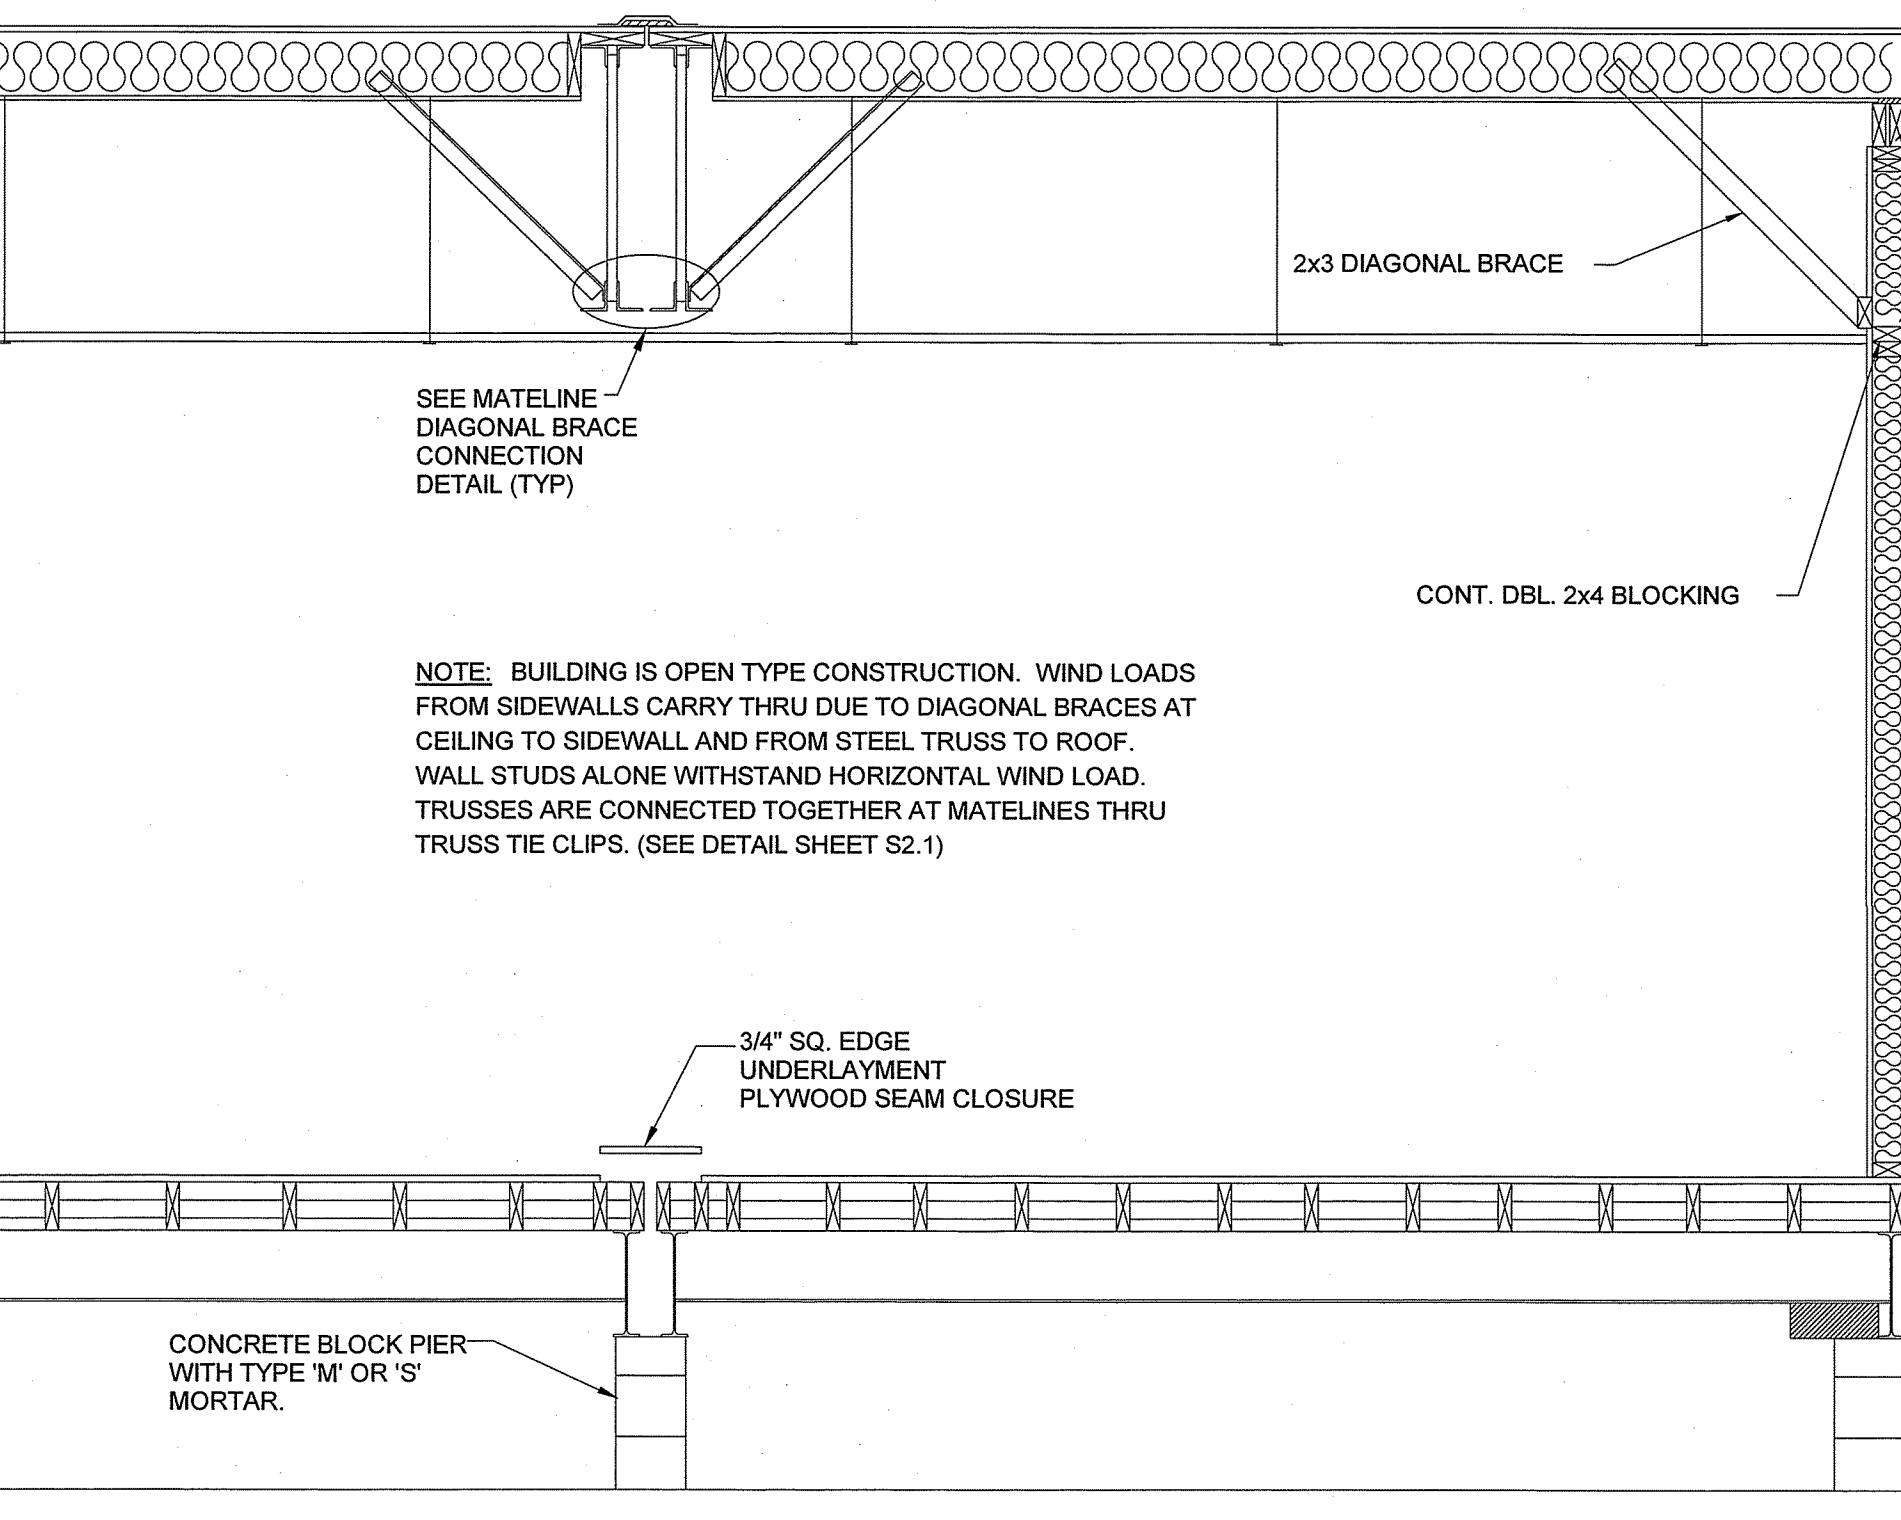 2x3 DIAGONAL BRACE
SEE MATELINE
DIAGONAL BRACE
CONNECTION
DETAIL (TYP)
CONT. DBL. 2x4 BLOCKING
NOTE: BUILDING IS OPEN TYPE CONSTRUCTION. WIND LOADS
FROM SIDEWALLS CARRY THRU DUE TO DIAGONAL BRACES AT
CEILING TO SIDEWALL AND FROM STEEL TRUSS TO ROOF.
WALL STUDS ALONE WITHSTAND HORIZONTAL WIND LOAD.
TRUSSES ARE CONNECTED TOGETHER AT MATELINES THRU
TRUSS TIE CLIPS. (SEE DETAIL SHEET S2.1)
3/4" SQ. EDGE
UNDERLAYMENT
PLYWOOD SEAM CLOSURE
CONCRETE BLOCK PIER
WITH TYPE 'M' OR 'S'
MORTAR.